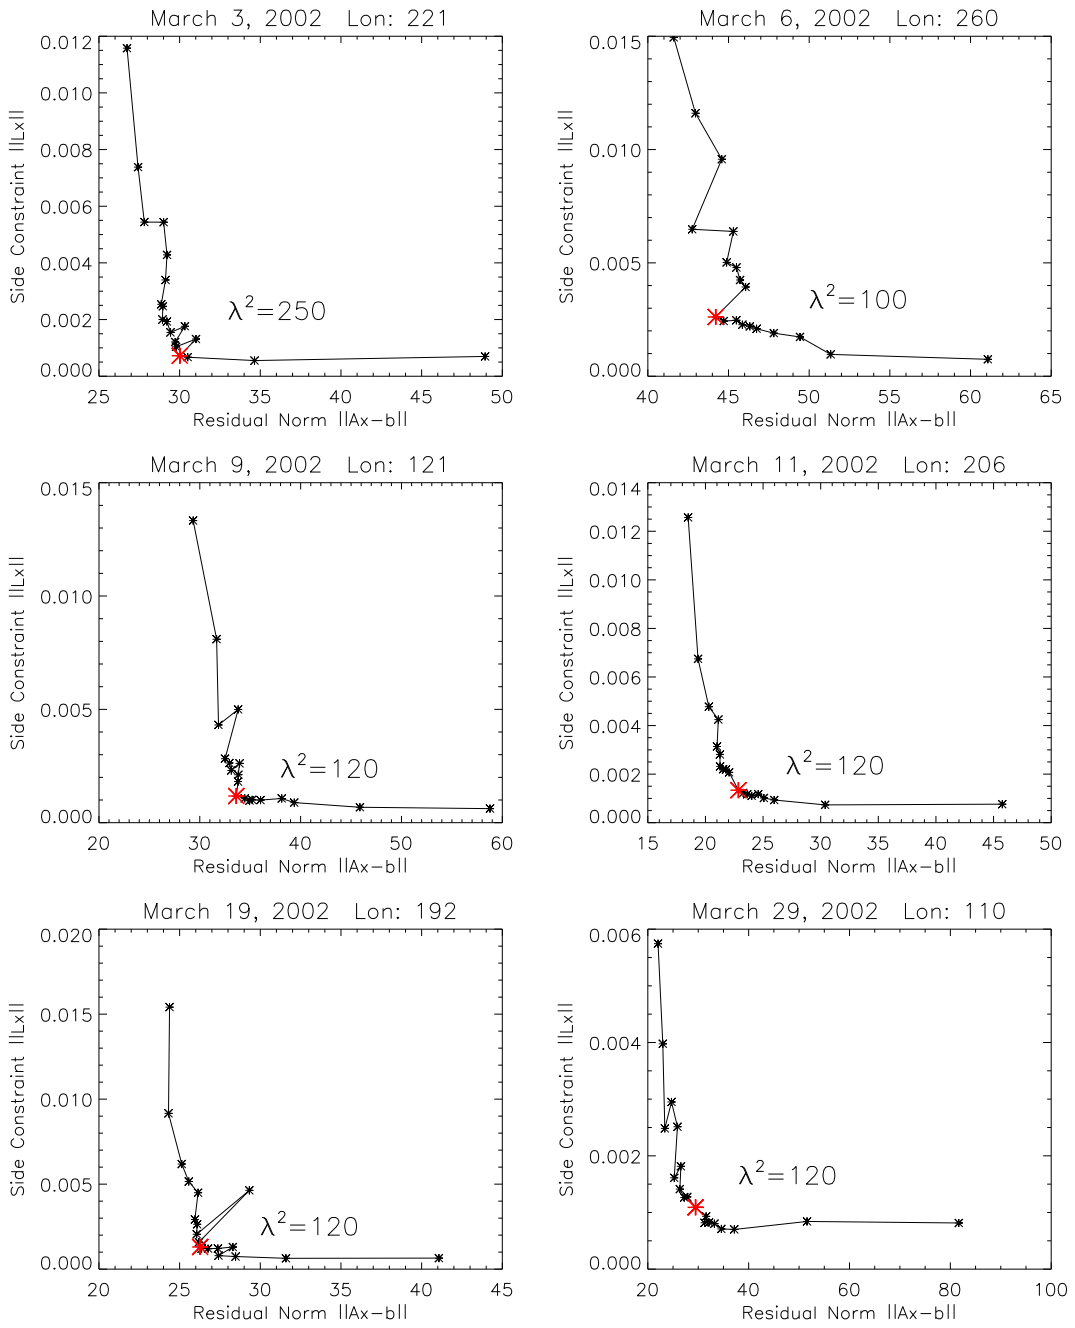 March 3, 2002 Lon: 221
0.012
0.010
0.008
0.006
0.004
0.002
0.000
Side Constraint ||Lx||
λ²=250
25 30 35 40 45 50
Residual Norm ||Ax-b||
March 6, 2002 Lon: 260
0.015
0.010
0.005
0.000
Side Constraint ||Lx||
λ²=100
40 45 50 55 60 65
Residual Norm ||Ax-b||
March 9, 2002 Lon: 121
0.015
0.010
0.005
0.000
Side Constraint ||Lx||
λ²=120
20 30 40 50 60
Residual Norm ||Ax-b||
March 11, 2002 Lon: 206
0.014
0.012
0.010
0.008
0.006
0.004
0.002
0.000
Side Constraint ||Lx||
λ²=120
15 20 25 30 35 40 45 50
Residual Norm ||Ax-b||
March 19, 2002 Lon: 192
0.020
0.015
0.010
0.005
0.000
Side Constraint ||Lx||
λ²=120
20 25 30 35 40 45
Residual Norm ||Ax-b||
March 29, 2002 Lon: 110
0.006
0.004
0.002
0.000
Side Constraint ||Lx||
λ²=120
20 40 60 80 100
Residual Norm ||Ax-b||